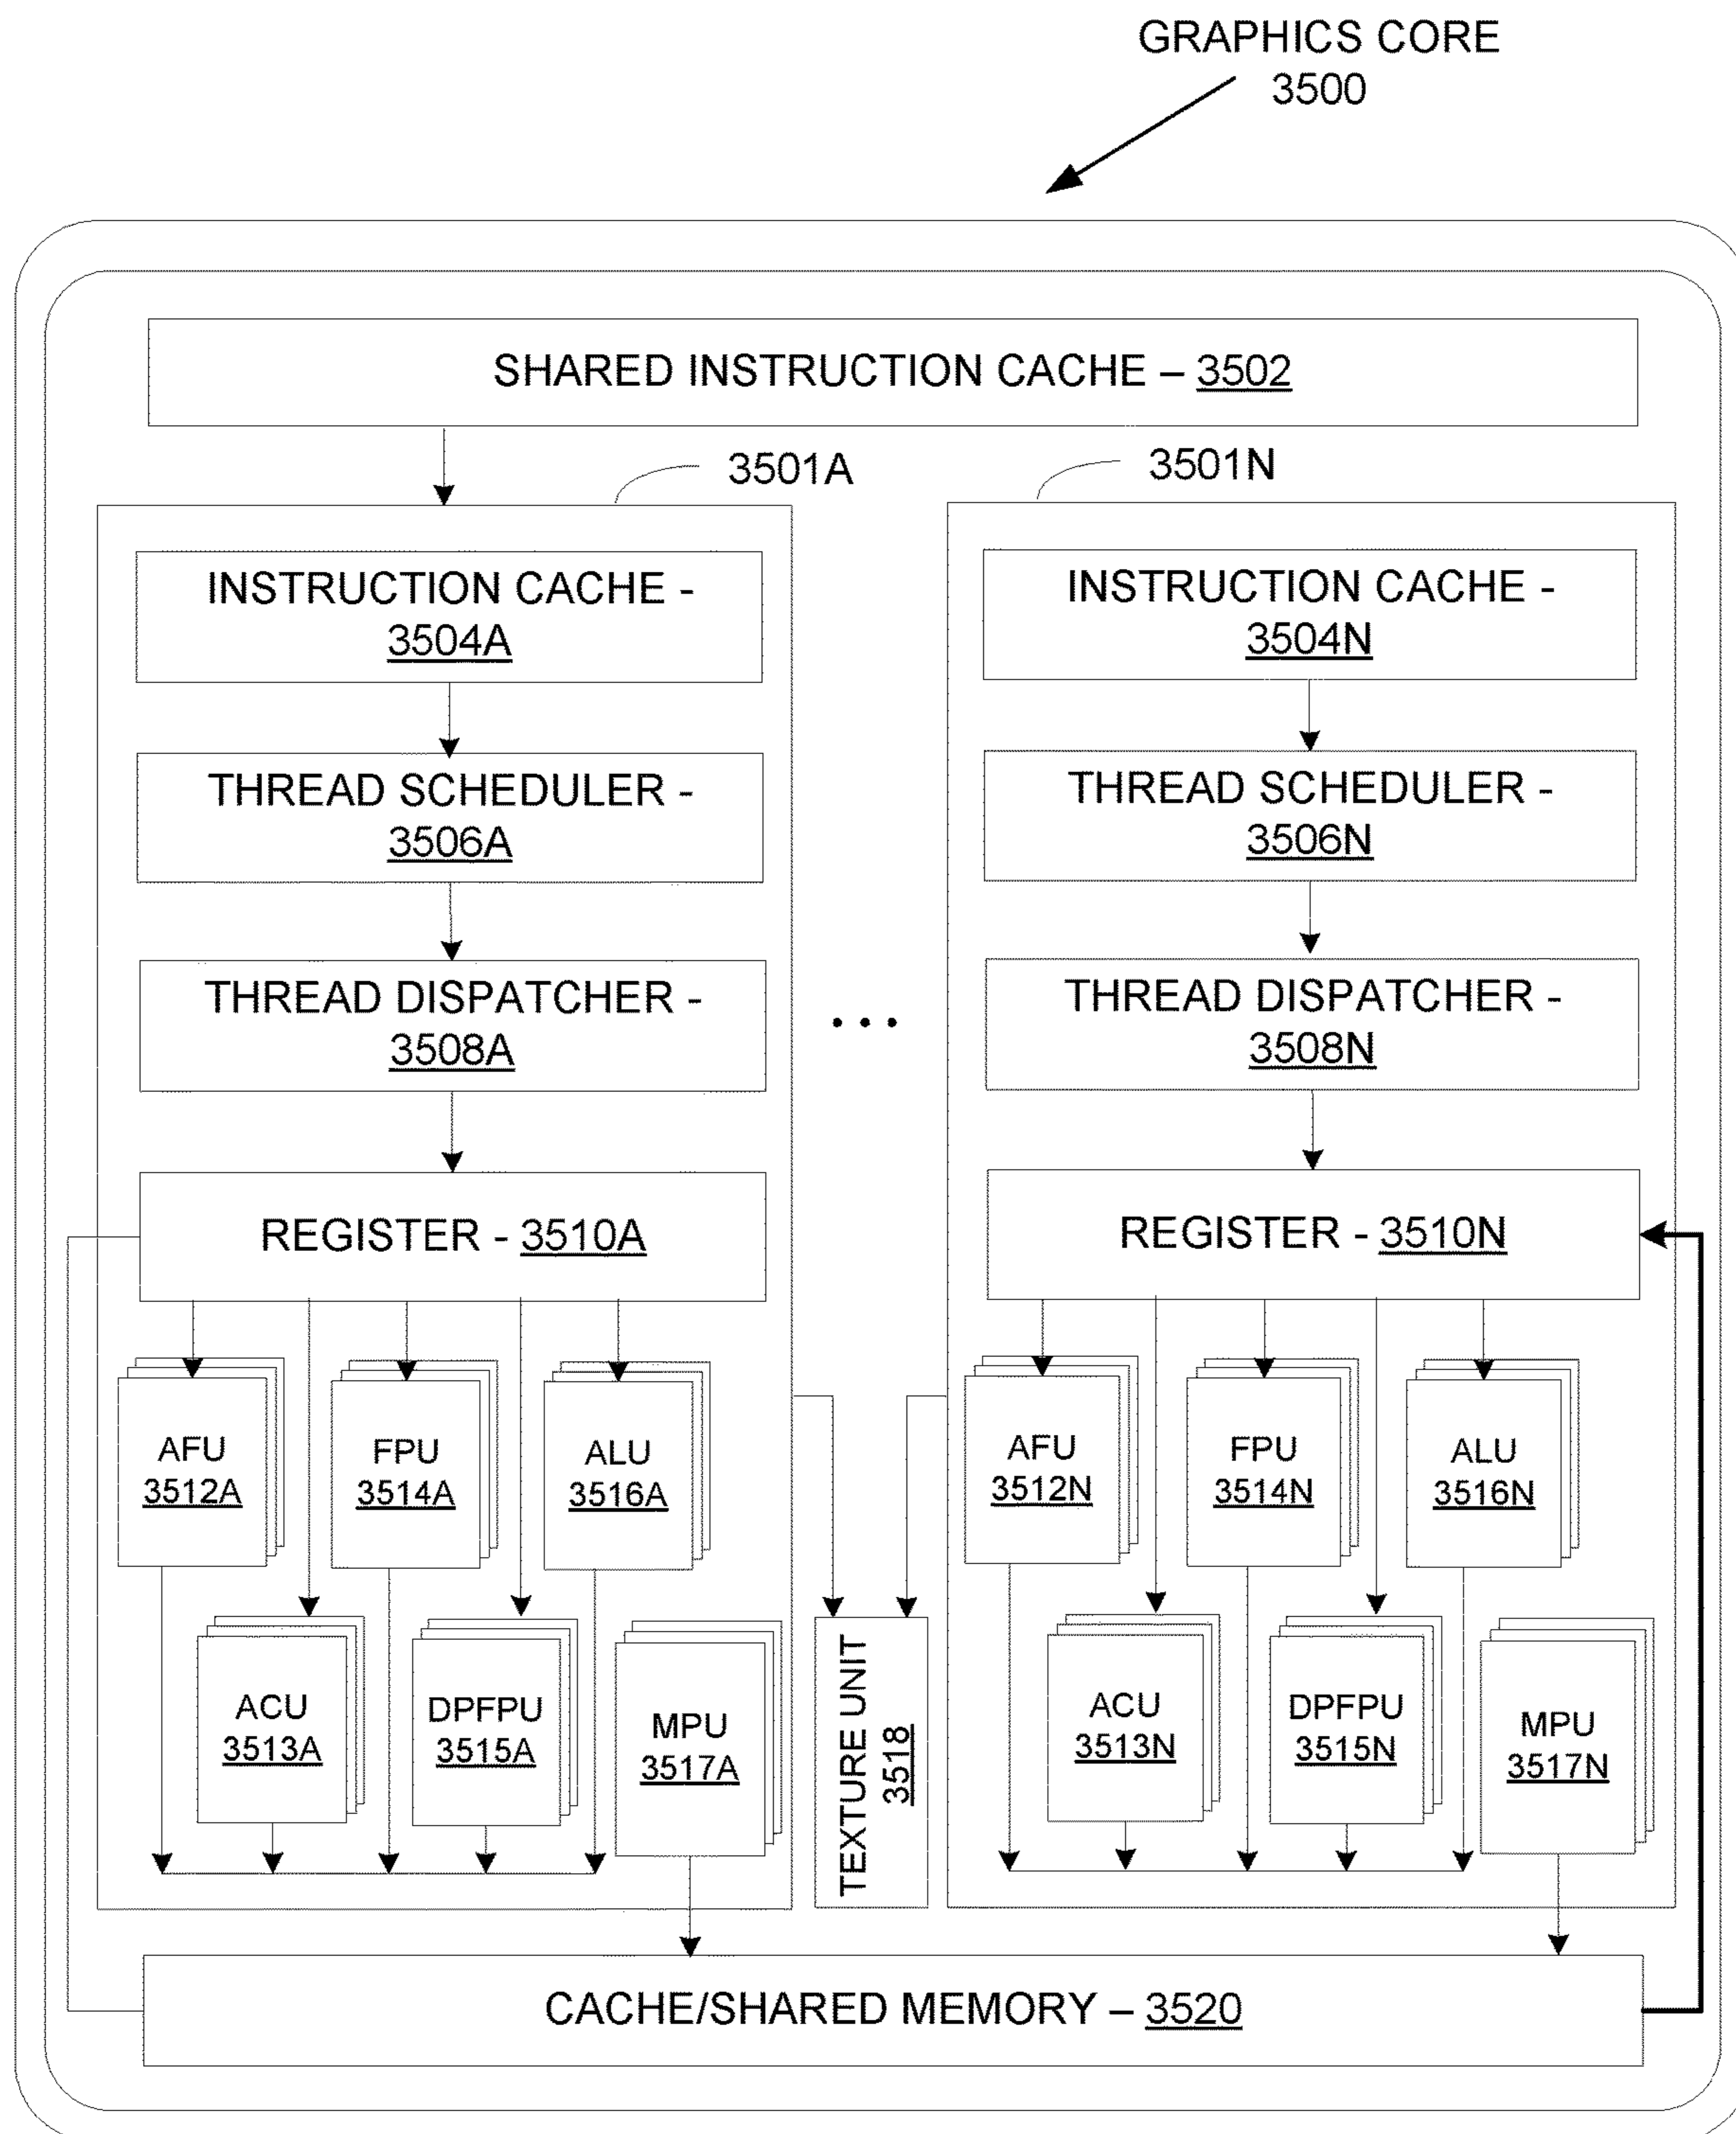 GRAPHICS CORE
3500
SHARED INSTRUCTION CACHE – 3502
3501A
3501N
INSTRUCTION CACHE -
3504A
THREAD SCHEDULER -
3506A
THREAD DISPATCHER -
3508A
REGISTER - 3510A
AFU
3512A
FPU
3514A
ALU
3516A
ACU
3513A
DPFPU
3515A
MPU
3517A
...
TEXTURE UNIT
3518
INSTRUCTION CACHE -
3504N
THREAD SCHEDULER -
3506N
THREAD DISPATCHER -
3508N
REGISTER - 3510N
AFU
3512N
FPU
3514N
ALU
3516N
ACU
3513N
DPFPU
3515N
MPU
3517N
CACHE/SHARED MEMORY – 3520